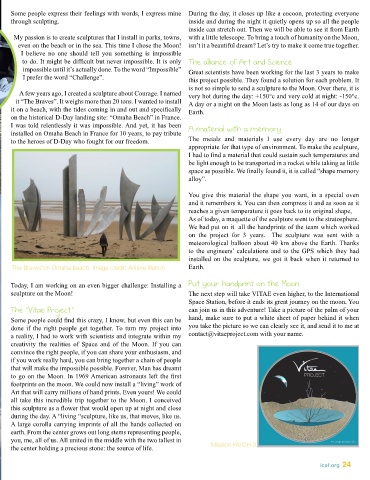 Some people express their feelings with words, I express mine
through sculpting.
My passion is to create sculptures that I install in parks, towns,
even on the beach or in the sea. This time I chose the Moon!
I believe no one should tell you something is impossible
to do. It might be difficult but never impossible. It is only
impossible until it's actually done. To the word "Impossible"
I prefer the word "Challenge".
A few years ago, I created a sculpture about Courage. I named
it "The Braves". It weighs more than 20 tons. I wanted to install
it on a beach, with the tides coming in and out and specifically
on the historical D-Day landing site: "Omaha Beach" in France.
I was told relentlessly it was impossible. And yet, it has been
installed on Omaha Beach in France for 10 years, to pay tribute
to the heroes of D-Day who fought for our freedom.
The Braves on Omaha Beach. Image credit: Anilore Banon
Today, I am working on an even bigger challenge: Installing a
sculpture on the Moon!
The "Vitae Project"
Some people could find this crazy, I know, but even this can be
done if the right people get together. To turn my project into
a reality, I had to work with scientists and integrate within my
creativity the realities of Space and of the Moon. If you can
convince the right people, if you can share your enthusiasm, and
if you work really hard, you can bring together a chain of people
that will make the impossible possible. Forever, Man has dreamt
to go on the Moon. In 1969 American astronauts left the first
footprints on the moon. We could now install a "living" work of
Art that will carry millions of hand prints. Even yours! We could
all take this incredible trip together to the Moon. I conceived
this sculpture as a flower that would open up at night and close
during the day. A "living "sculpture, like us, that moves, like us.
A large corolla carrying imprints of all the hands collected on
earth. From the center grows out long stems representing people,
you, me, all of us. All united in the middle with the two tallest in
the center holding a precious stone: the source of life.
During the day, it closes up like a cocoon, protecting everyone
inside and during the night it quietly opens up so all the people
inside can stretch out. Then we will be able to see it from Earth
with a little telescope. To bring a touch of humanity on the Moon,
isn't it a beautiful dream? Let's try to make it come true together.
The alliance of Art and Science
Great scientists have been working for the last 3 years to make
this project possible. They found a solution for each problem. It
is not so simple to send a sculpture to the Moon. Over there, it is
very hot during the day: +150°c and very cold at night: -150°c.
A day or a night on the Moon lasts as long as 14 of our days on
Earth.
A material with a memory
The metals and materials I use every day are no longer
appropriate for that type of environment. To make the sculpture,
I had to find a material that could sustain such temperatures and
be light enough to be transported in a rocket while taking as little
space as possible. We finally found it, it is called "shape memory
alloy".
You give this material the shape you want, in a special oven
and it remembers it. You can then compress it and as soon as it
reaches a given temperature it goes back to its original shape,
As of today, a maquette of the sculpture went to the stratosphere.
We had put on it all the handprints of the team which worked
on the project for 3 years. The sculpture was sent with a
meteorological balloon about 40 km above the Earth. Thanks
to the engineers' calculations and to the GPS which they had
installed on the sculpture, we got it back when it returned to
Earth.
Put your handprint on the Moon
The next step will take VITAE even higher, to the International
Space Station, before it ends its great journey on the moon. You
can join us in this adventure! Take a picture of the palm of your
hand, make sure to put a white sheet of paper behind it when
you take the picture so we can clearly see it, and send it to me at
contact@vitaeproject.com with your name.
Vitae
PROJECT
isef.org 24